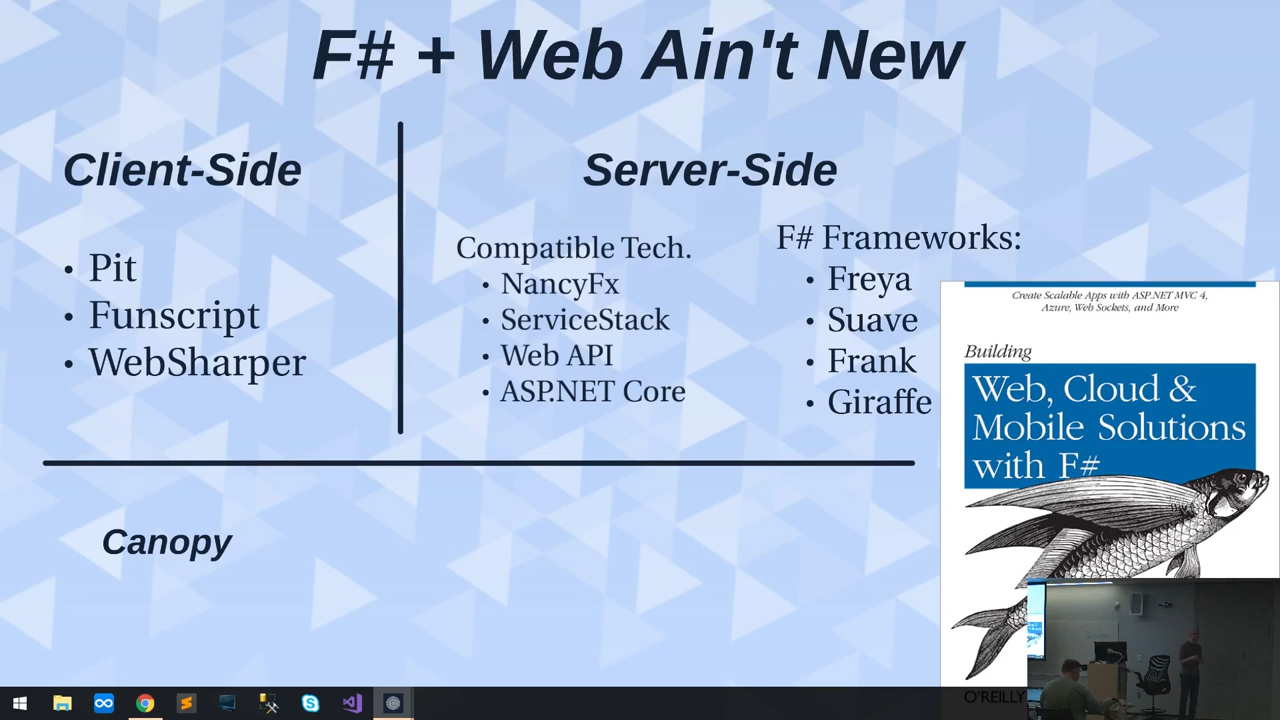 F# + Web Ain't New
Client-Side
• Pit
• Funscript
• WebSharper
Server-Side
Compatible Tech.
• NancyFx
• ServiceStack
• Web API
• ASP.NET Core
F# Frameworks:
• Freya
• Suave
• Frank
• Giraffe
Create Scalable Apps with ASP.NET MVC 4,
Azure, Web Sockets, and More
Building
Web, Cloud &
Mobile Solutions
with F#
Canopy
O'REILLY